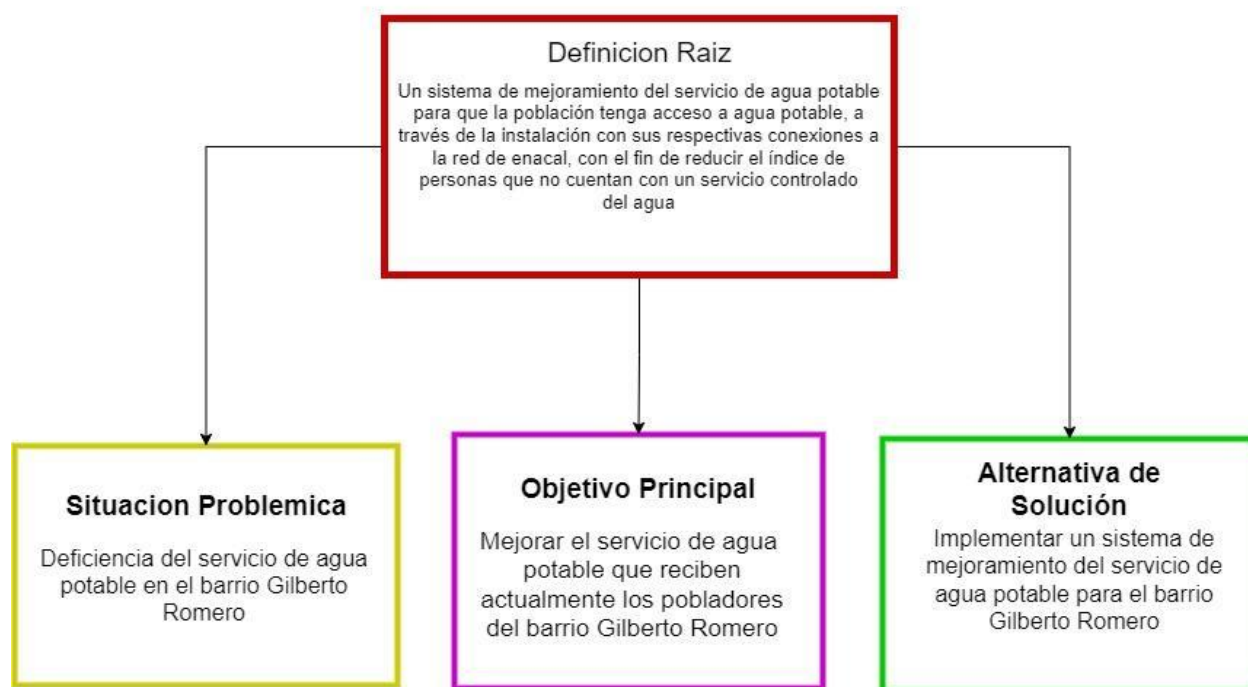 Definicion Raiz
Un sistema de mejoramiento del servicio de agua potable
para que la población tenga acceso a agua potable, a
través de la instalación con sus respectivas conexiones a
la red de enacal, con el fin de reducir el índice de
personas que no cuentan con un servicio controlado
del agua
Situacion Problemica
Deficiencia del servicio de agua
potable en el barrio Gilberto
Romero
Objetivo Principal
Mejorar el servicio de agua
potable que reciben
actualmente los pobladores
del barrio Gilberto Romero
Alternativa de
Solución
Implementar un sistema de
mejoramiento del servicio de
agua potable para el barrio
Gilberto Romero